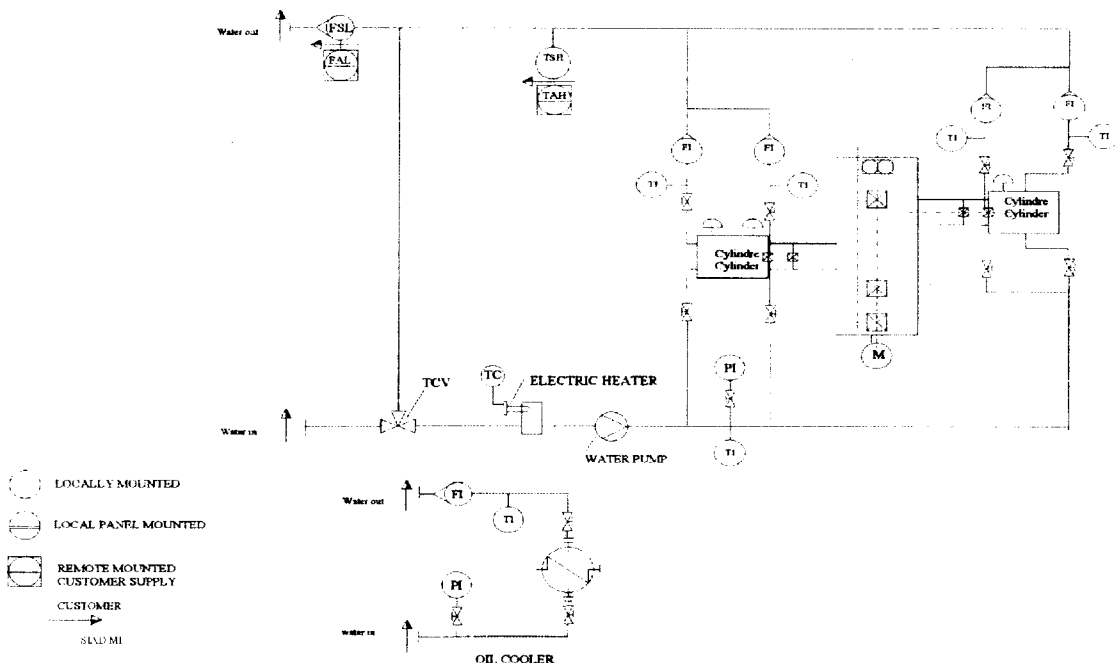 Water out
FSL
FAL
TSH
TAH
FI
FI
TI
TI
FI
FI
TI
TI
Cylindre
Cylinder
Cylindre
Cylinder
M
TCV
TC
ELECTRIC HEATER
PI
Water in
WATER PUMP
TI
LOCALLY MOUNTED
LOCAL PANEL MOUNTED
REMOTE MOUNTED
CUSTOMER SUPPLY
CUSTOMER
Water out
FI
TI
PI
water in
OIL COOLER